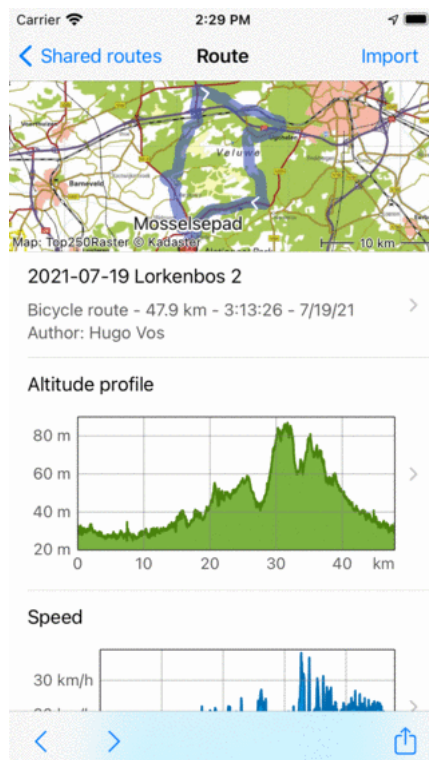 Carrier 2:29 PM
Shared routes Route Import
Veluwe
Barneveld
Mosselsepad
Map: Top250Raster © Kadaster
10 km
2021-07-19 Lorkenbos 2
Bicycle route - 47.9 km - 3:13:26 - 7/19/21
Author: Hugo Vos
Altitude profile
80 m
60 m
40 m
20 m
0 10 20 30 40 km
Speed
30 km/h